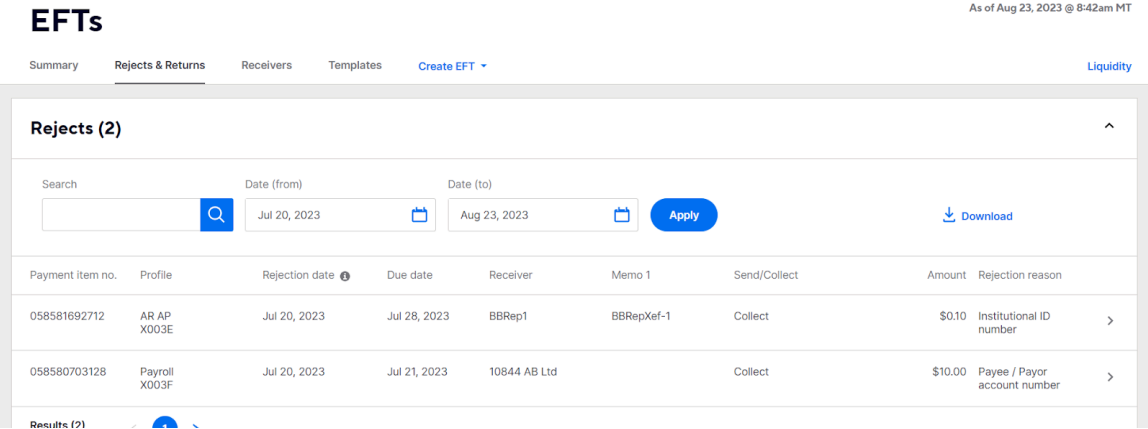 As of Aug 23, 2023 @ 8:42am MT
EFTs
Summary Rejects & Returns Receivers Templates Create EFT Liquidity
Rejects (2)
Search Date (from) Date (to)
Jul 20, 2023 Aug 23, 2023 Apply Download
Payment item no. Profile Rejection date Due date Receiver Memo 1 Send/Collect Amount Rejection reason
058581692712 AR AP Jul 20, 2023 Jul 28, 2023 BBRep1 BBRepXef-1 Collect $0.10 Institutional ID
X003E number
058580703128 Payroll Jul 20, 2023 Jul 21, 2023 10844 AB Ltd Collect $10.00 Payee / Payor
X003F account number
Results (2) 1